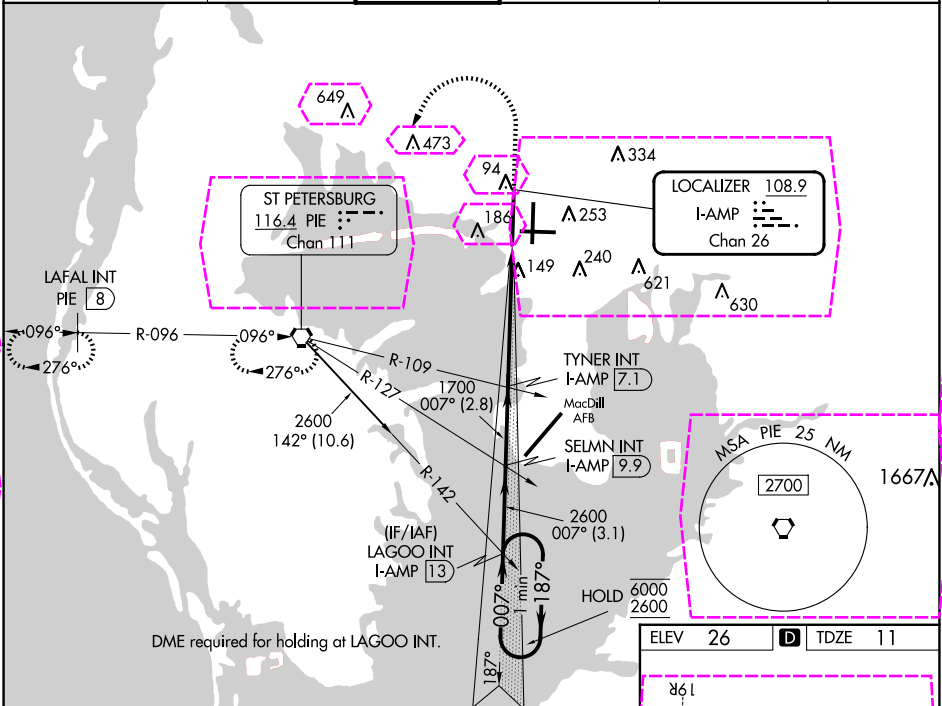 649
473
94
334
ST PETERSBURG
116.4 PIE
Chan 111
LOCALIZER 108.9
I-AMP
Chan 26
186
253
149
240
621
630
LAFAL INT
PIE 8
096°
R-096
096°
276°
276°
R-109
R-127
1700
007° (2.8)
TYNER INT
I-AMP 7.1
MacDill
AFB
2600
142° (10.6)
SELMN INT
I-AMP 9.9
R-142
MSA PIE 25 NM
2700
1667
2600
007° (3.1)
(IF/IAF)
LAGOO INT
I-AMP 13
007°
1 min
187°
HOLD 6000
2600
DME required for holding at LAGOO INT.
187°
ELEV 26 D TDZE 11
19R